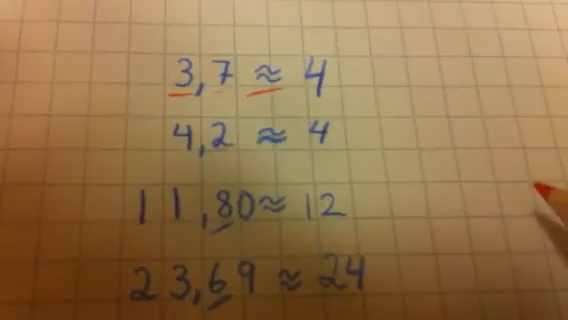 3,7 ≈ 4
4,2 ≈ 4
11,80 ≈ 12
23,69 ≈ 24